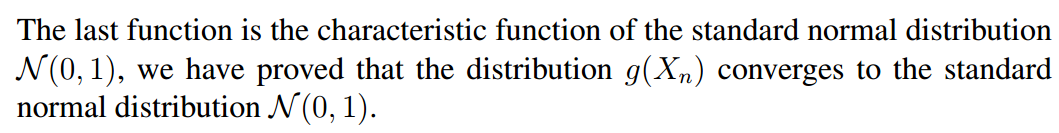 The last function is the characteristic function of the standard normal distribution
𝒩(0, 1), we have proved that the distribution g(Xₙ) converges to the standard
normal distribution 𝒩(0, 1).